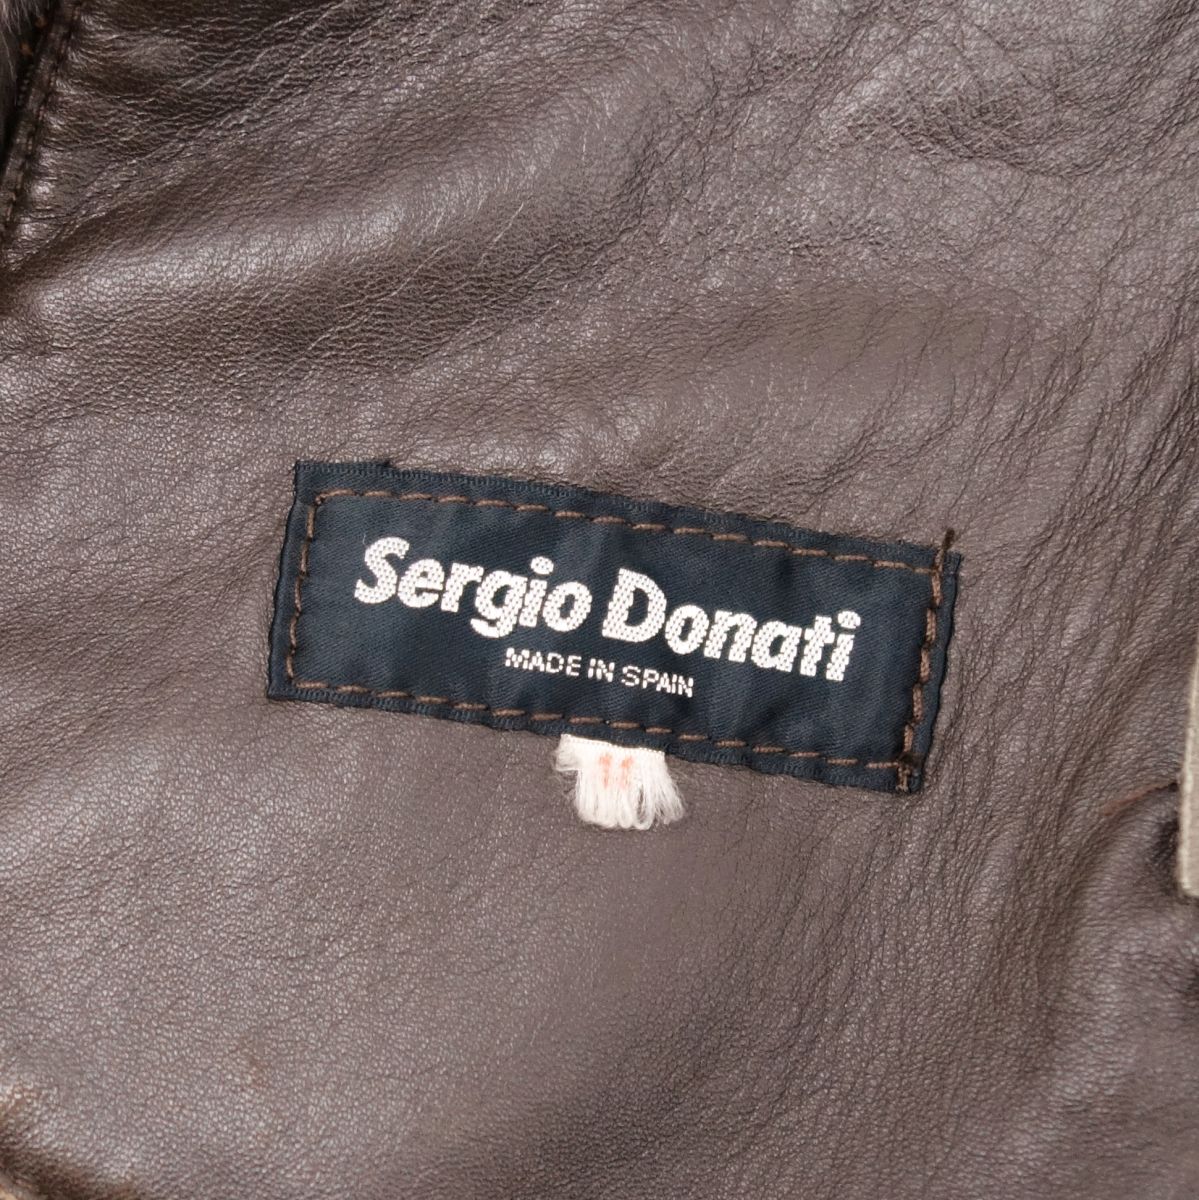 Sergio Donati
MADE IN SPAIN